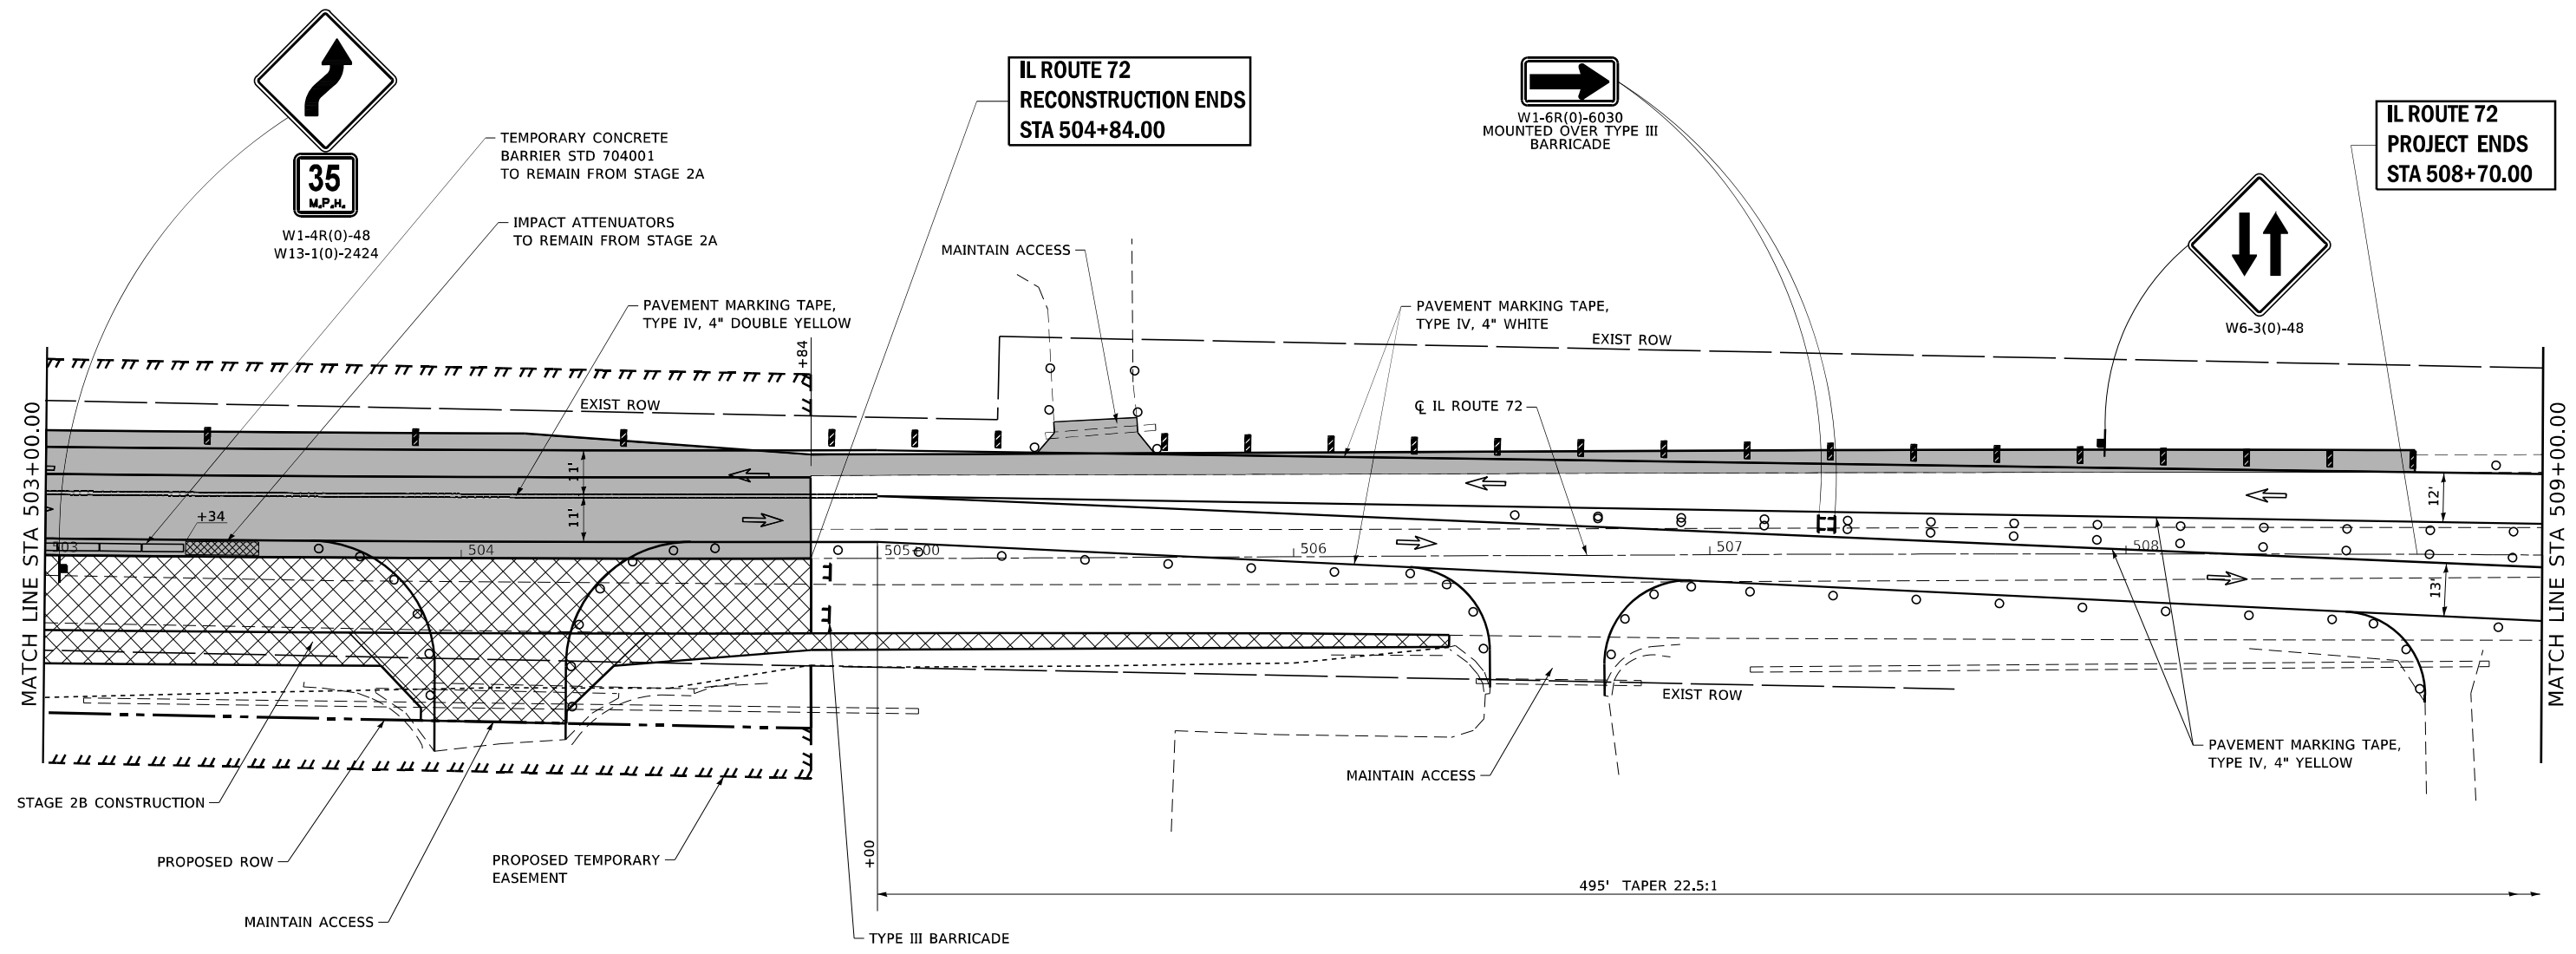 35
M.P.H.
W1-4R(O)-48
W13-1(O)-2424
TEMPORARY CONCRETE
BARRIER STD 704001
TO REMAIN FROM STAGE 2A
IMPACT ATTENUATORS
TO REMAIN FROM STAGE 2A
PAVEMENT MARKING TAPE,
TYPE IV, 4" DOUBLE YELLOW
IL ROUTE 72
RECONSTRUCTION ENDS
STA 504+84.00
MAINTAIN ACCESS
W1-6R(O)-6030
MOUNTED OVER TYPE III
BARRICADE
PAVEMENT MARKING TAPE,
TYPE IV, 4" WHITE
℄ IL ROUTE 72
EXIST ROW
IL ROUTE 72
PROJECT ENDS
STA 508+70.00
W6-3(O)-48
+84
EXIST ROW
MATCH LINE STA 503+00.00
11'
11'
+34
503
504
505+00
506
507
508
12'
13'
MATCH LINE STA 509+00.00
EXIST ROW
STAGE 2B CONSTRUCTION
PROPOSED ROW
MAINTAIN ACCESS
PROPOSED TEMPORARY
EASEMENT
TYPE III BARRICADE
+00
MAINTAIN ACCESS
PAVEMENT MARKING TAPE,
TYPE IV, 4" YELLOW
495' TAPER 22.5:1